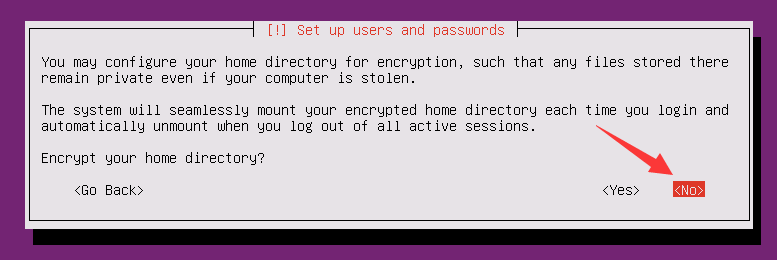 [!] Set up users and passwords
You may configure your home directory for encryption, such that any files stored there
remain private even if your computer is stolen.
The system will seamlessly mount your encrypted home directory each time you login and
automatically unmount when you log out of all active sessions.
Encrypt your home directory?
<Go Back> <Yes> <No>